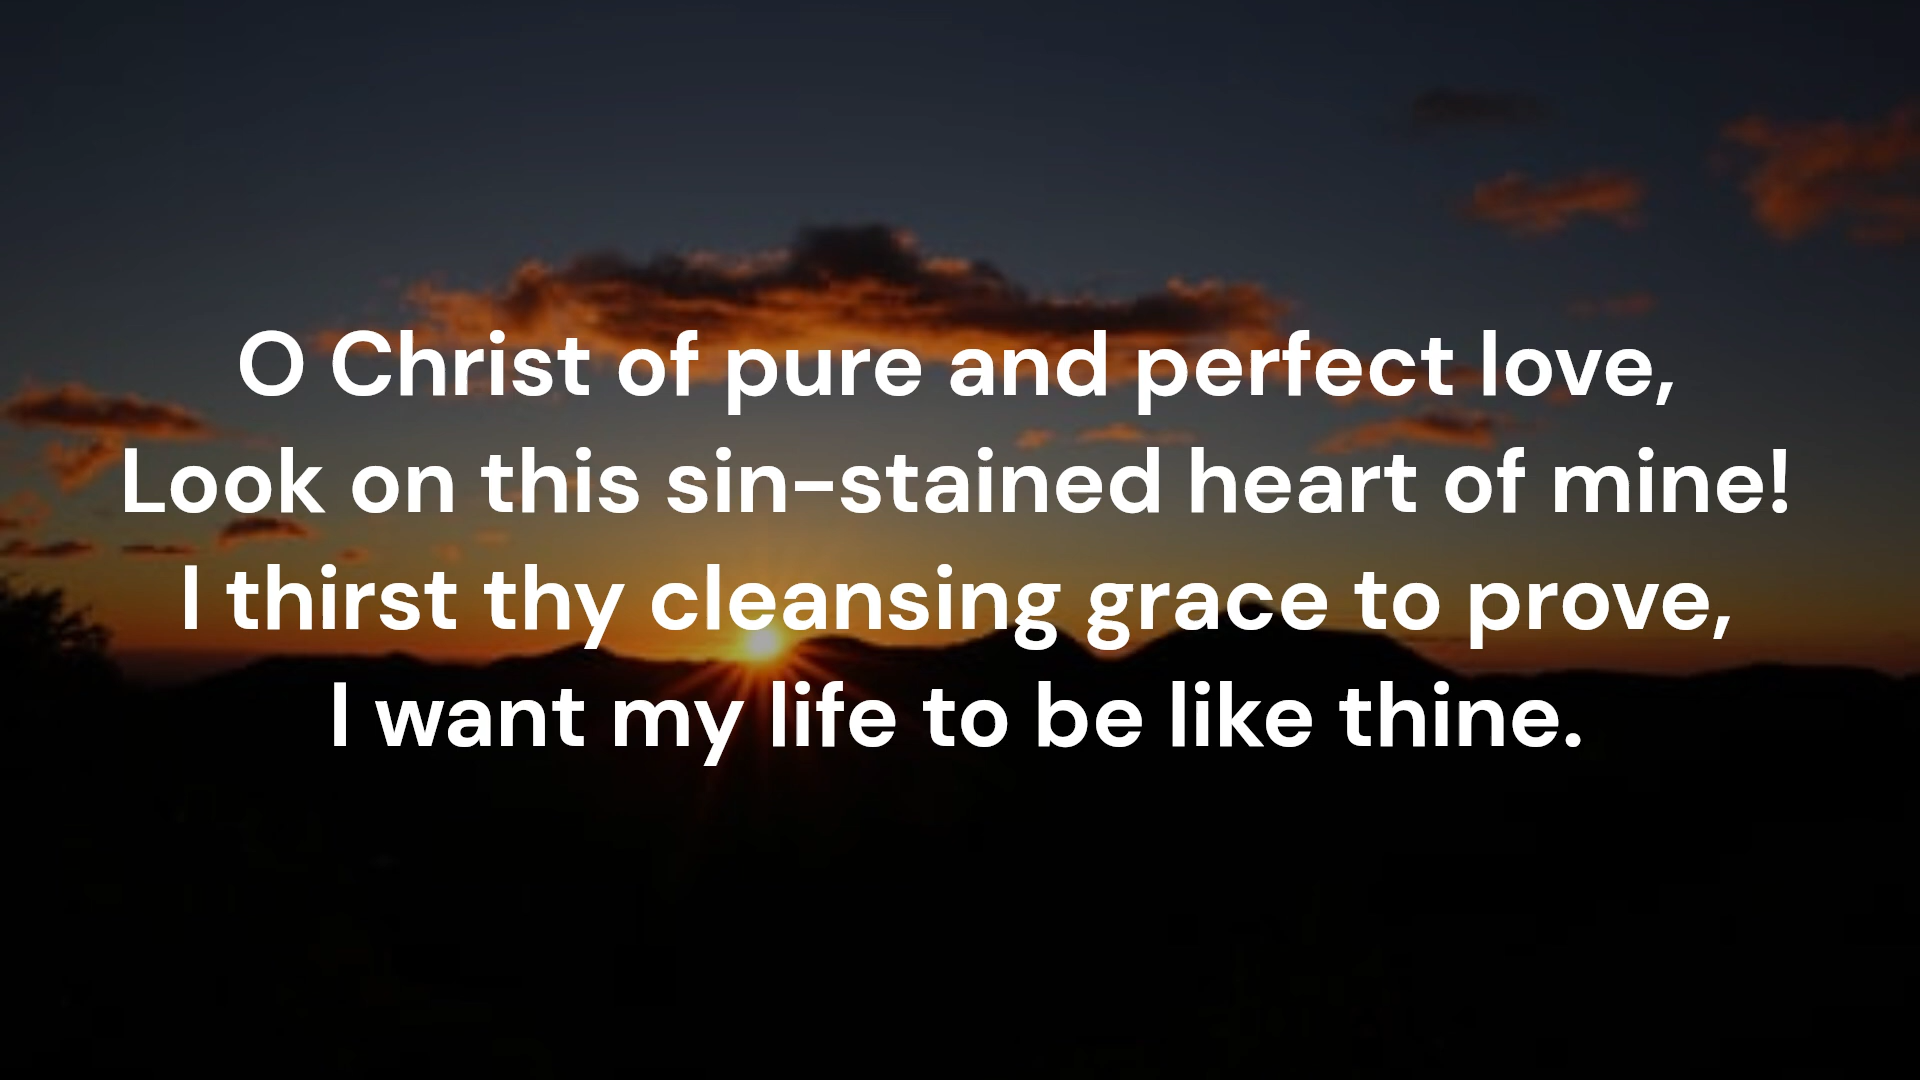 O Christ of pure and perfect love,
Look on this sin-stained heart of mine!
I thirst thy cleansing grace to prove,
I want my life to be like thine.